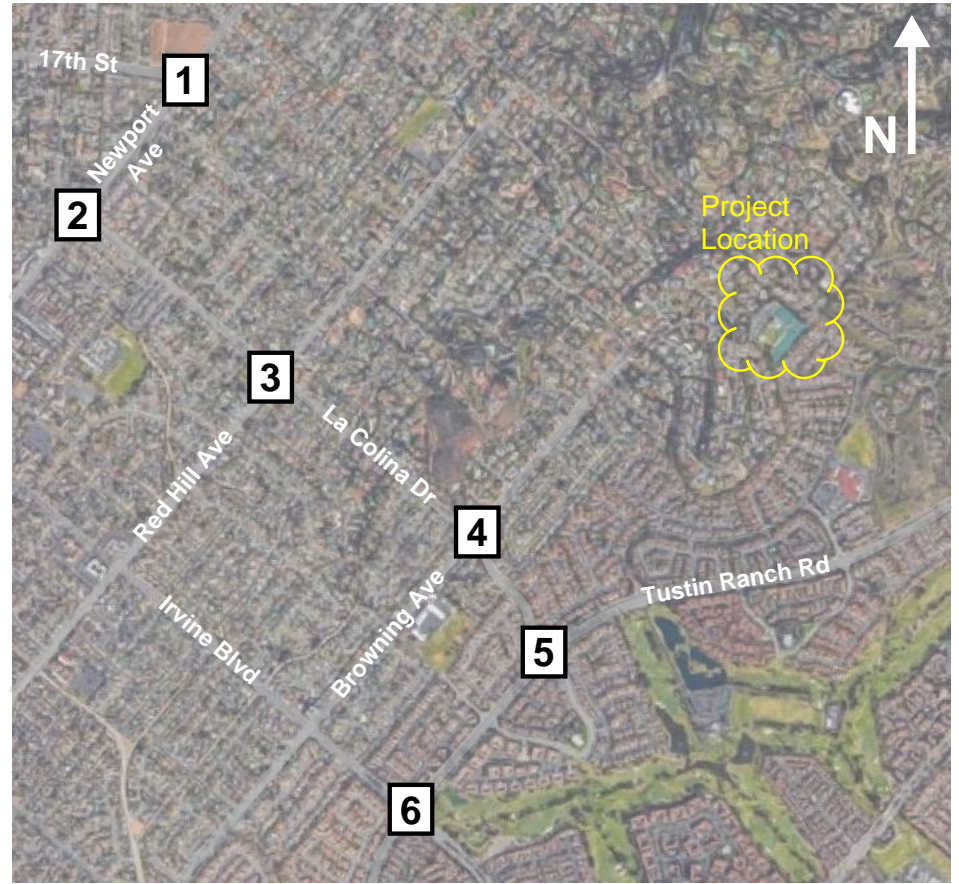 17th St
1
Newport
Ave
2
N
Project
Location
3
La Colina Dr
Red Hill Ave
4
Tustin Ranch Rd
Browning Ave
Irvine Blvd
5
6